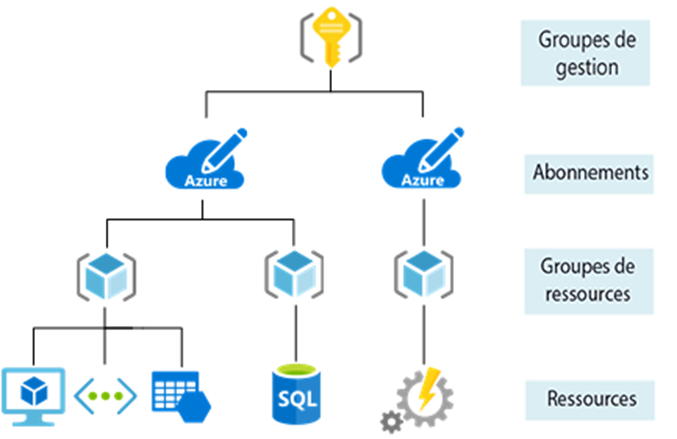 Groupes de
gestion
Azure
Azure
Abonnements
Groupes de
ressources
SQL
Ressources